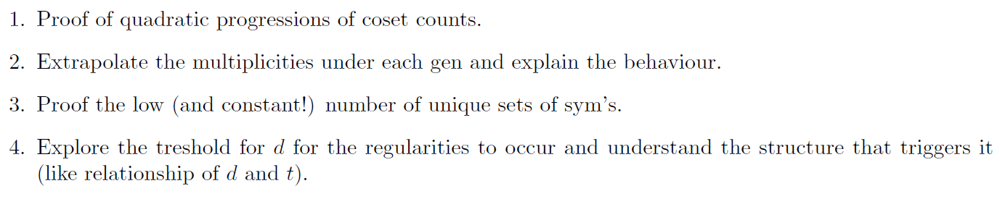 1. Proof of quadratic progressions of coset counts.
2. Extrapolate the multiplicities under each gen and explain the behaviour.
3. Proof the low (and constant!) number of unique sets of sym's.
4. Explore the treshold for d for the regularities to occur and understand the structure that triggers it
(like relationship of d and t).